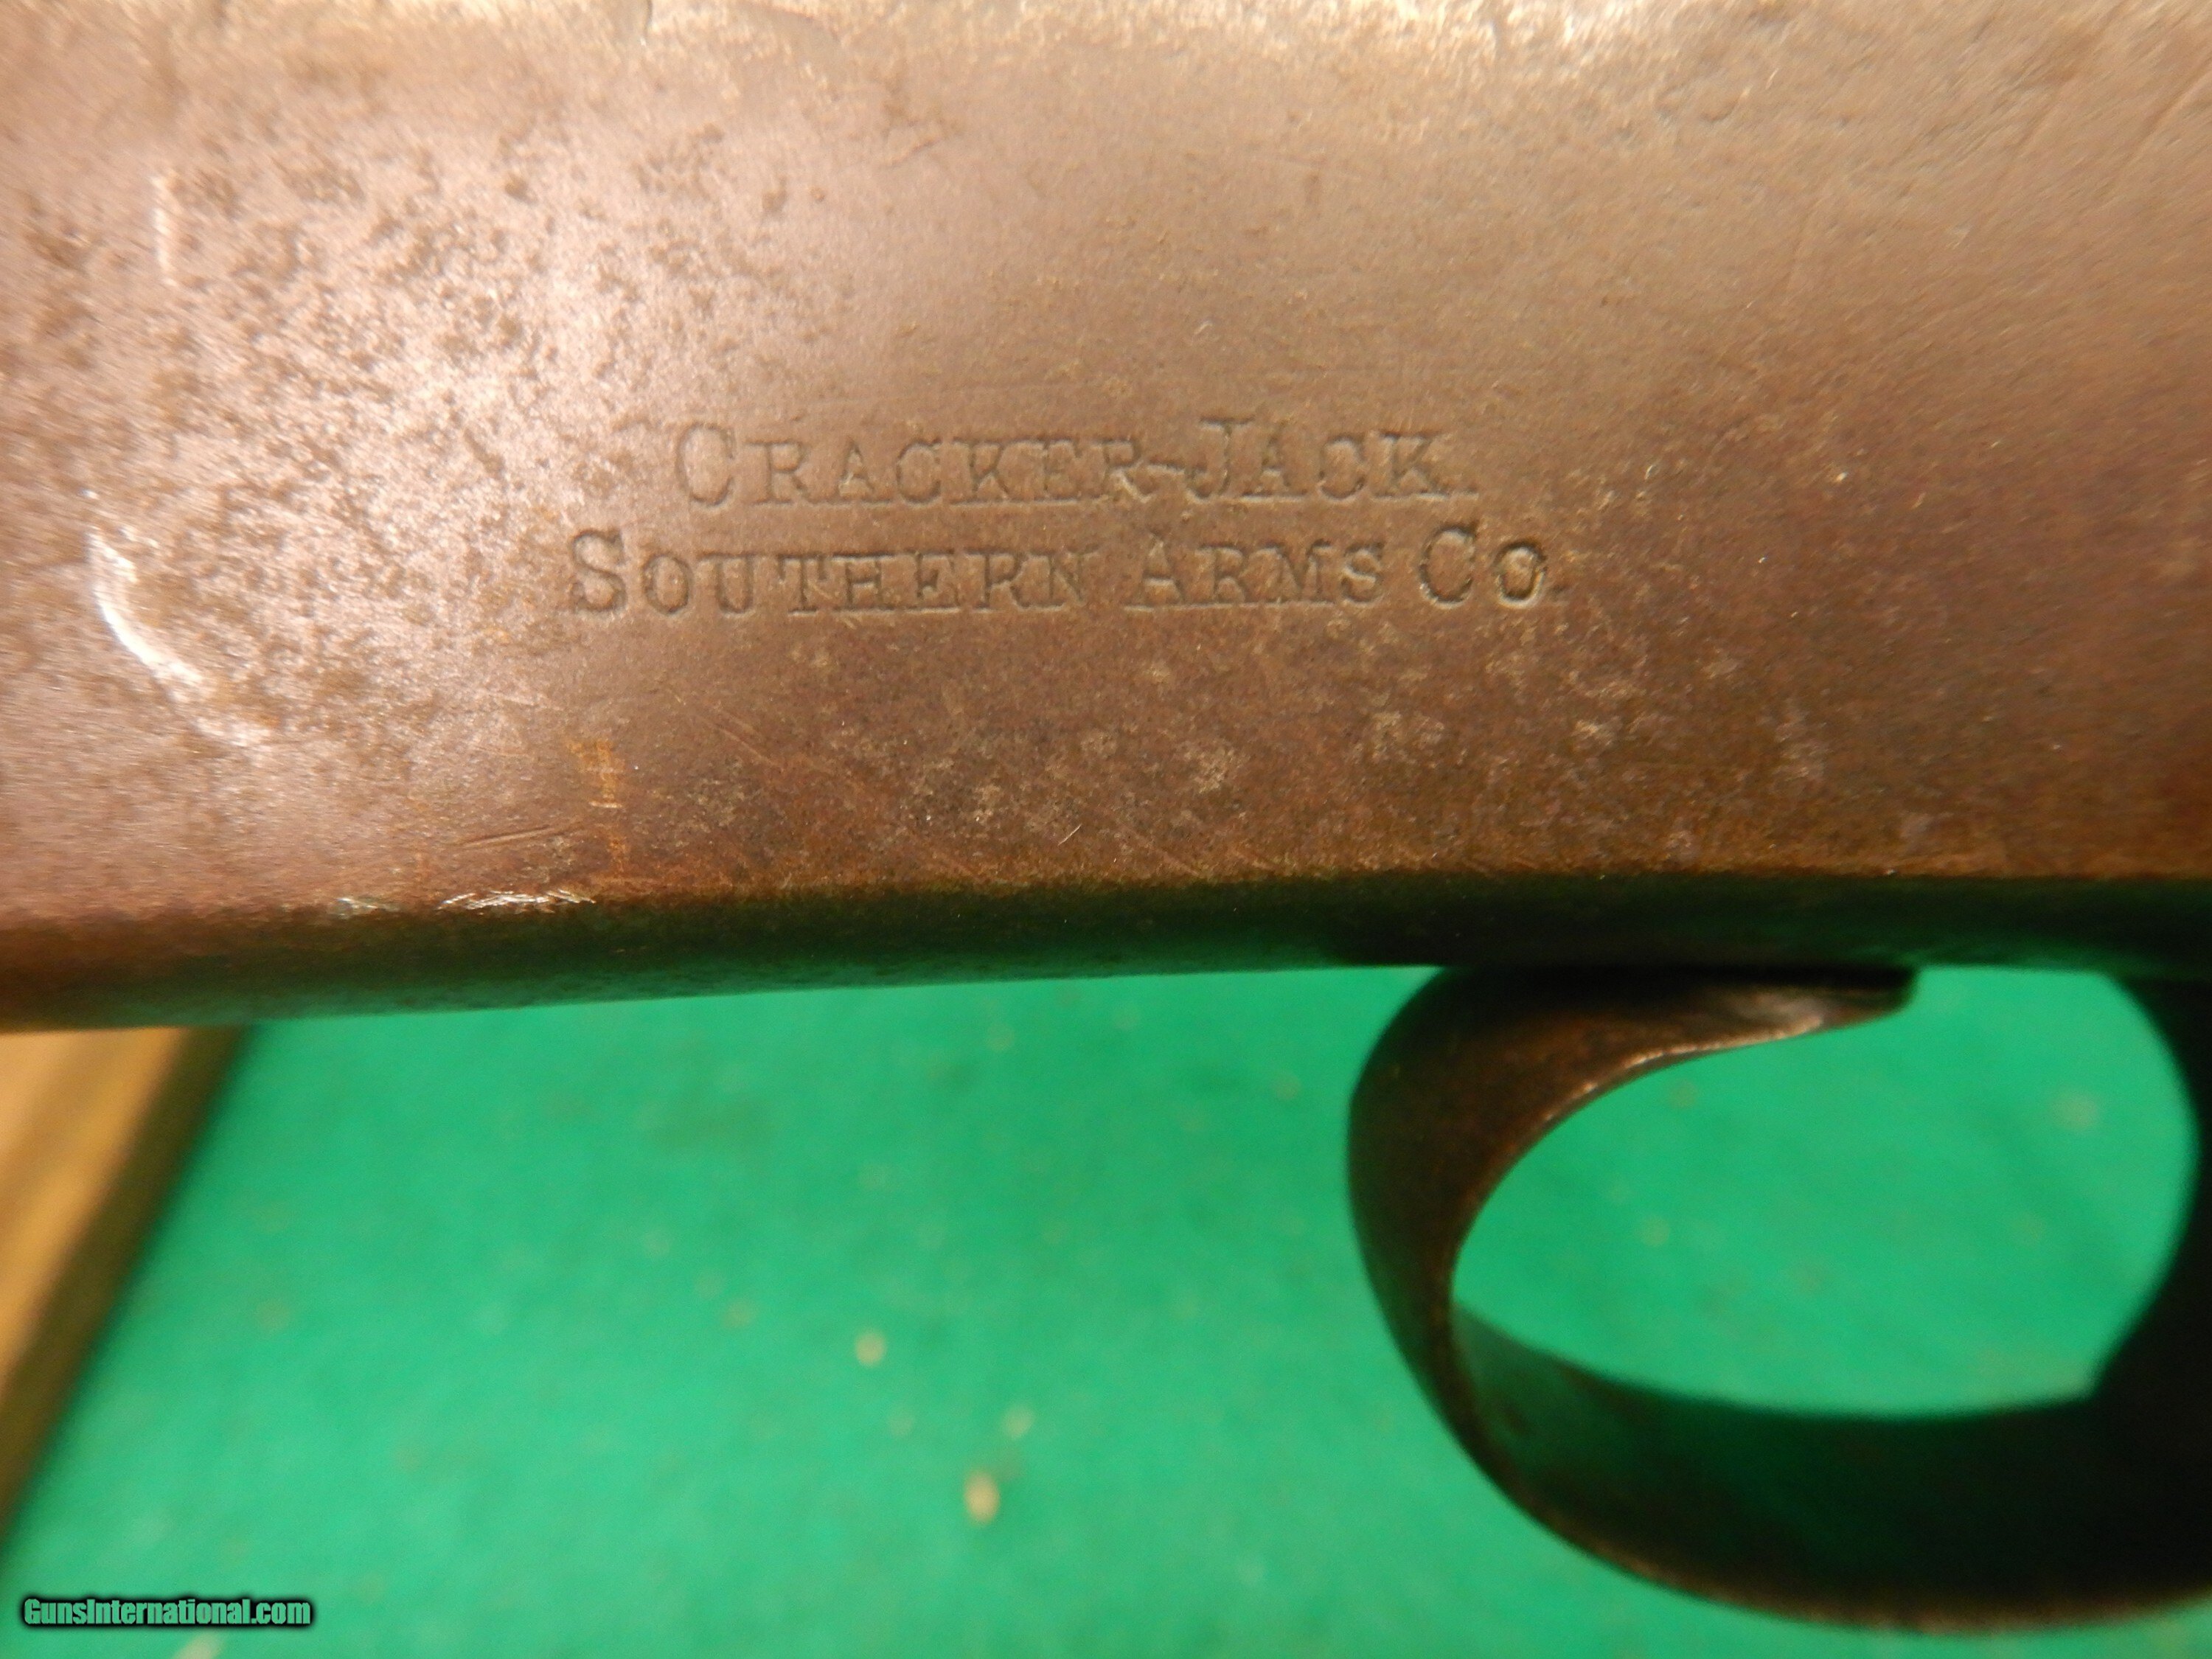 CRACKER-JACK.
SOUTHERN ARMS CO.
GunsInternational.com